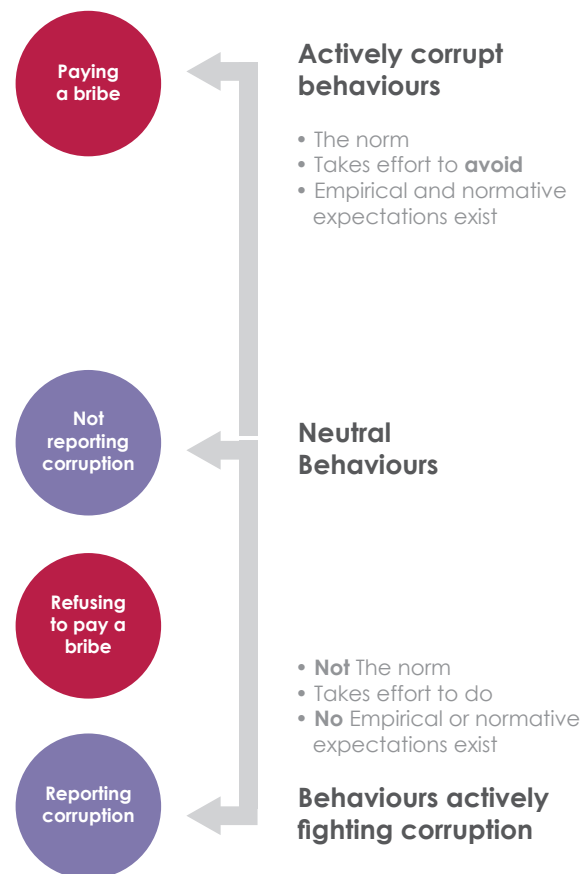 Paying
a bribe
Actively corrupt
behaviours
• The norm
• Takes effort to avoid
• Empirical and normative
expectations exist
Not
reporting
corruption
Neutral
Behaviours
Refusing
to pay a
bribe
• Not The norm
• Takes effort to do
• No Empirical or normative
expectations exist
Reporting
corruption
Behaviours actively
fighting corruption